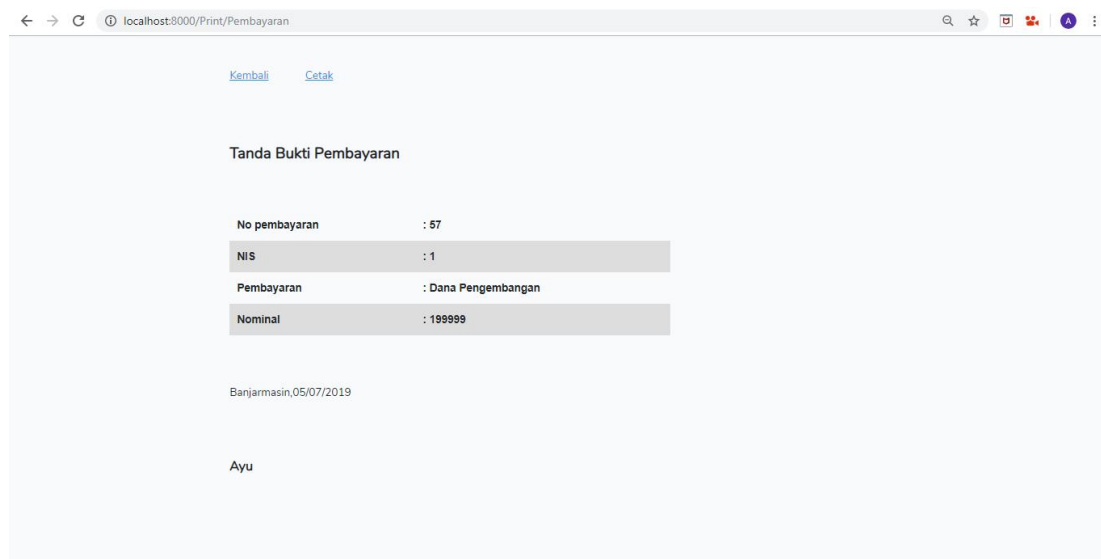 localhost:8000/Print/Pembayaran
A
Kembali Cetak
Tanda Bukti Pembayaran
No pembayaran : 57
NIS : 1
Pembayaran : Dana Pengembangan
Nominal : 199999
Banjarmasin,05/07/2019
Ayu